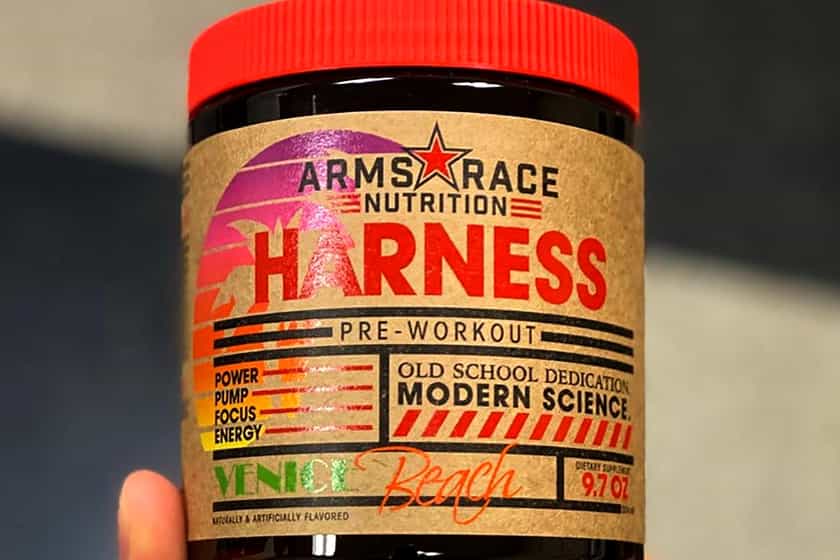 ARMS RACE
NUTRITION
HARNESS
PRE-WORKOUT
POWER
PUMP
FOCUS
ENERGY
OLD SCHOOL DEDICATION.
MODERN SCIENCE.
VENICE Beach
NATURALLY & ARTIFICIALLY FLAVORED
DIETARY SUPPLEMENT
9.7 OZ